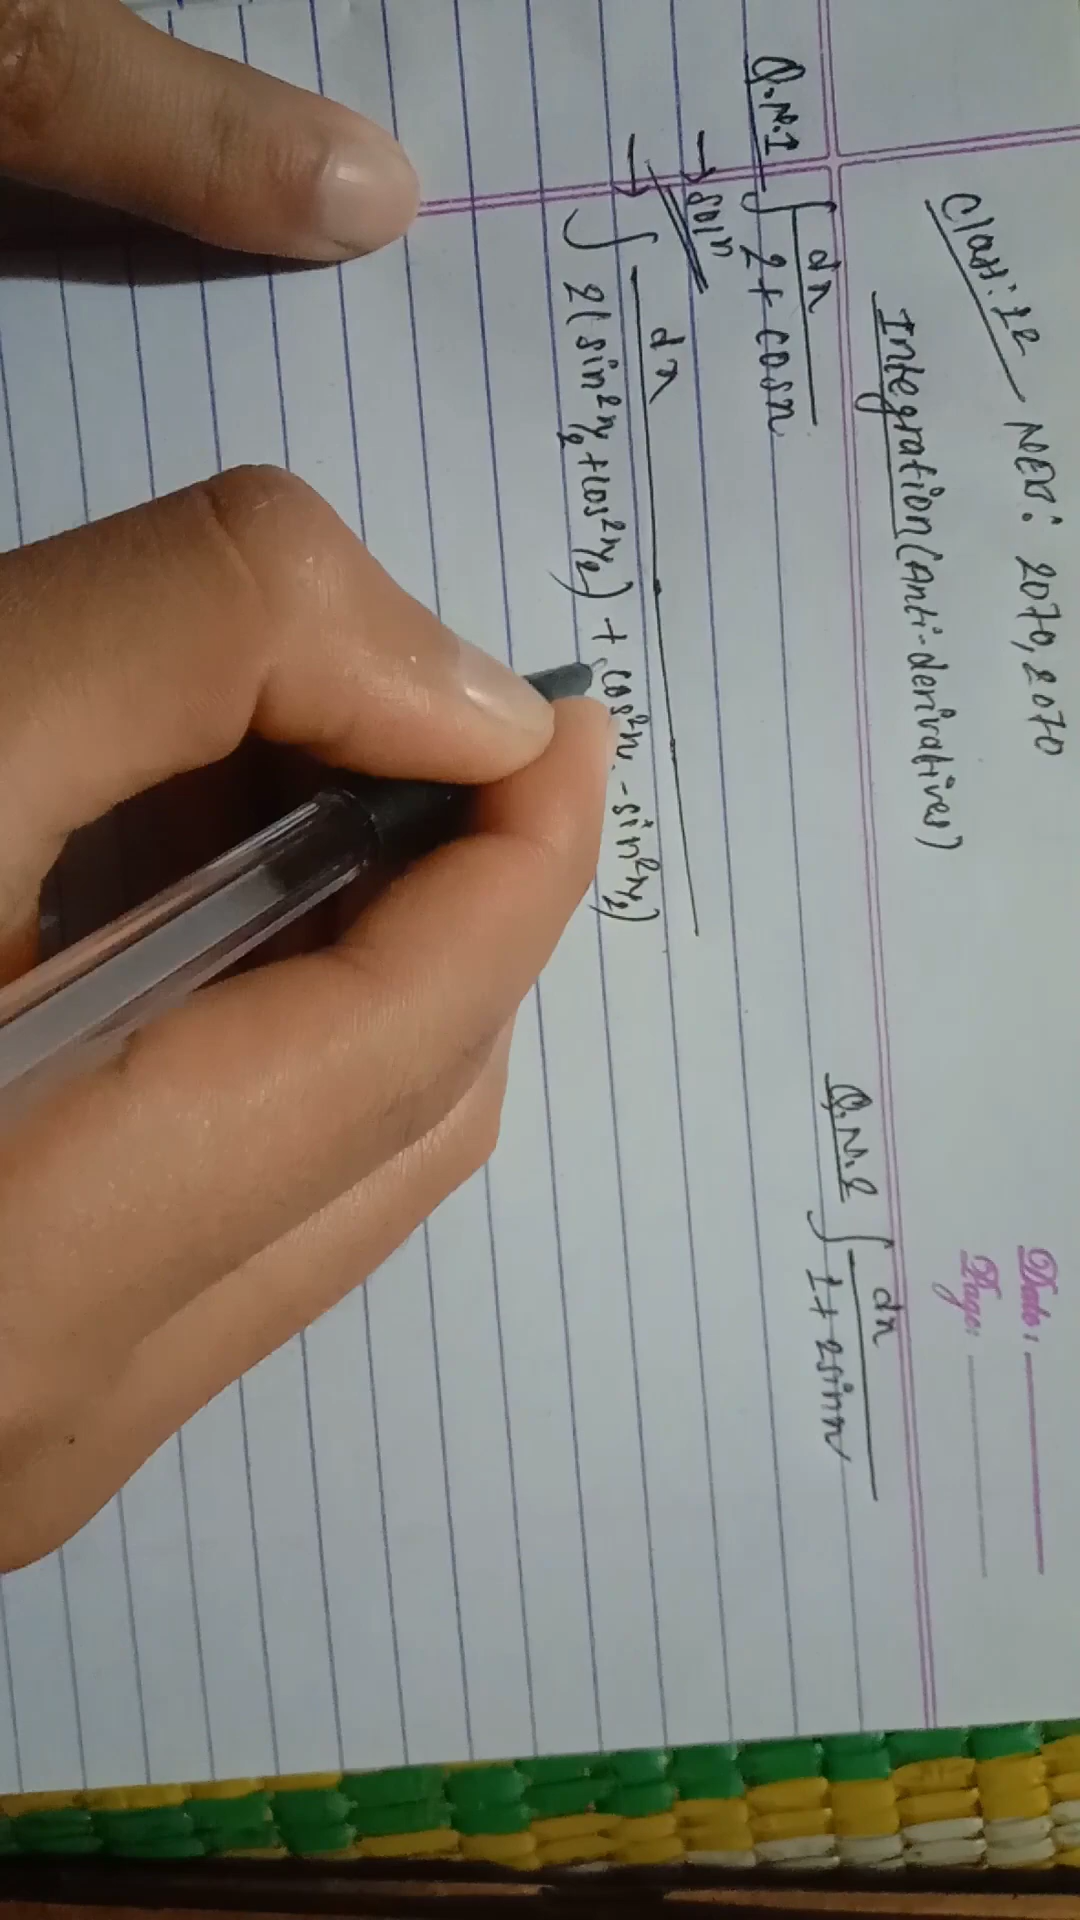 Date:
Page:
Class: 12 NEB: 2070, 2070
Integration (Anti-derivatives)
Q.N.1 ∫ dx / 2 + cosx
Q.N.2 ∫ dx / 1 + 2sinx
→ Soln
→ ∫ dx / 2(sin²x/2 + cos²x/2) + cos²x - sin²x/2)